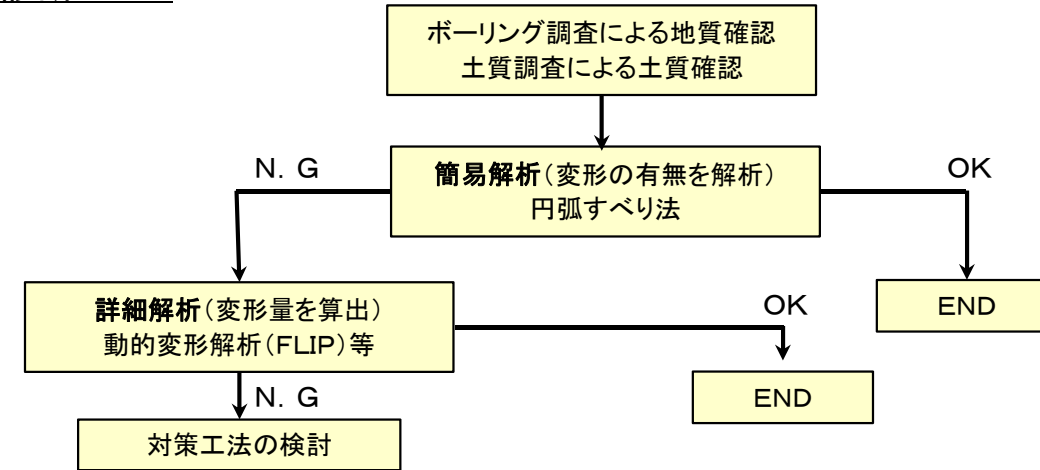 ボーリング調査による地質確認
土質調査による土質確認
N.G
簡易解析(変形の有無を解析)
円弧すべり法
OK
詳細解析(変形量を算出)
動的変形解析(FLIP)等
OK
END
N.G
END
対策工法の検討